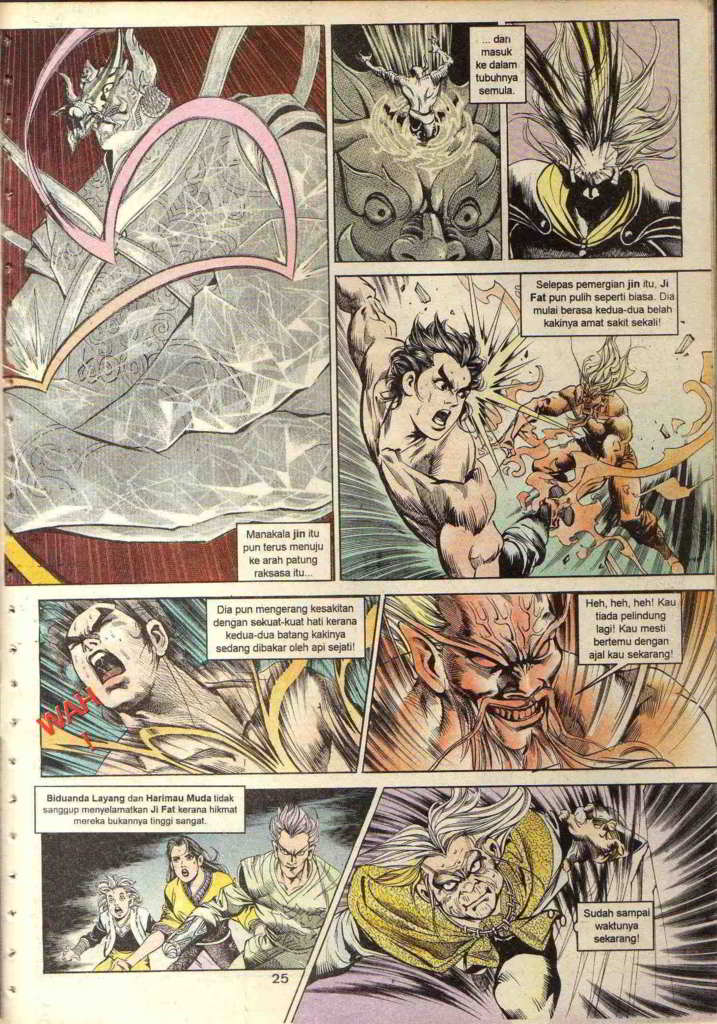 Manakala jin itu
pun terus menuju
ke arah patung
raksasa itu...
... dan
masuk
ke dalam
tubuhnya
semula.
Selepas pemergian jin itu, Ji
Fat pun pulih seperti biasa. Dia
mulai berasa kedua-dua belah
kakinya amat sakit sekali!
Dia pun mengerang kesakitan
dengan sekuat-kuat hati kerana
kedua-dua batang kakinya
sedang dibakar oleh api sejati!
WAH
!
Heh, heh, heh! Kau
tiada pelindung
lagi! Kau mesti
bertemu dengan
ajal kau sekarang!
Biduanda Layang dan Harimau Muda tidak
sanggup menyelamatkan Ji Fat kerana hikmat
mereka bukannya tinggi sangat.
Sudah sampai
waktunya
sekarang!
25